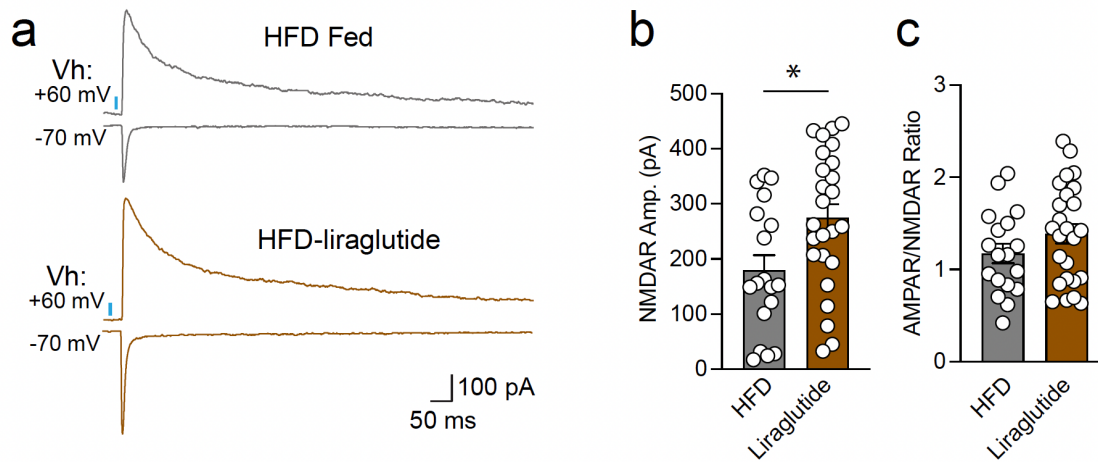 a
HFD Fed
Vh:
+60 mV
-70 mV
HFD-liraglutide
Vh:
+60 mV
-70 mV
100 pA
50 ms
b
*
NMDAR Amp. (pA)
500
400
300
200
100
0
HFD
Liraglutide
c
AMPAR/NMDAR Ratio
3
2
1
0
HFD
Liraglutide